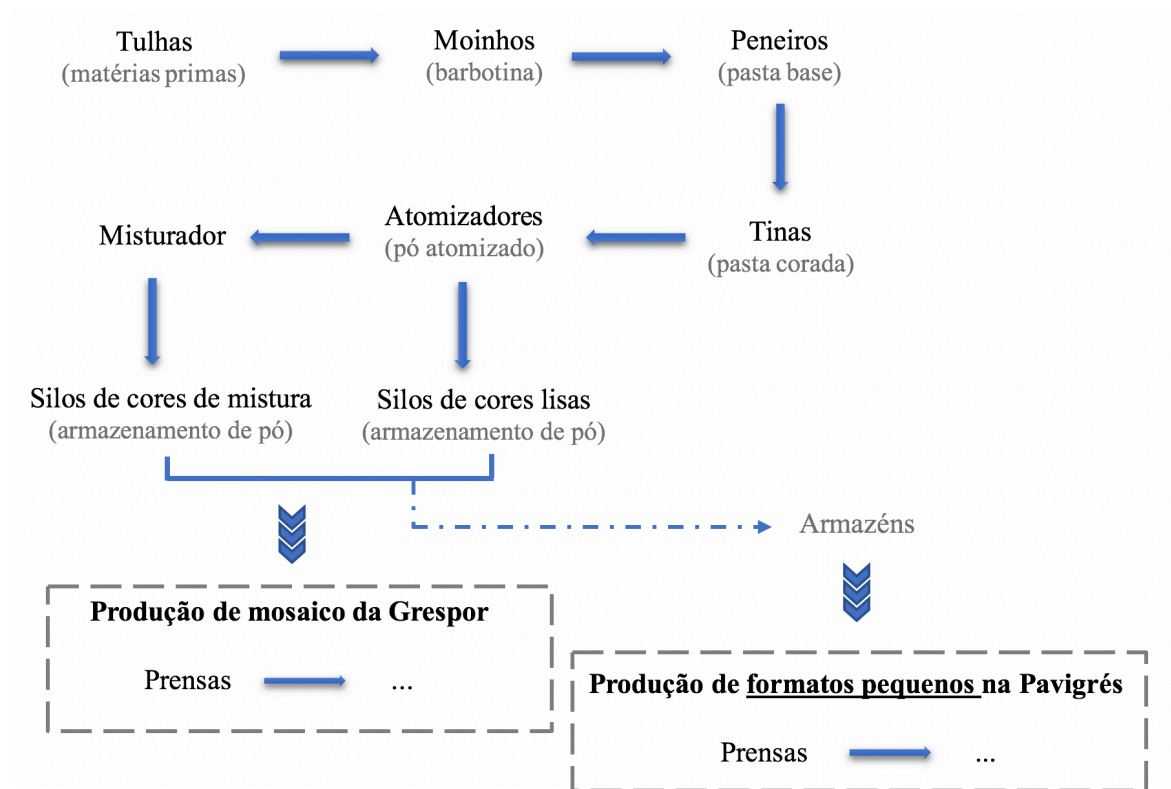 Tulhas
(matérias primas)
Moinhos
(barbotina)
Peneiros
(pasta base)
Misturador
Atomizadores
(pó atomizado)
Tinas
(pasta corada)
Silos de cores de mistura
(armazenamento de pó)
Silos de cores lisas
(armazenamento de pó)
Armazéns
Produção de mosaico da Grespor
Prensas
...
Produção de formatos pequenos na Pavigrés
Prensas
...